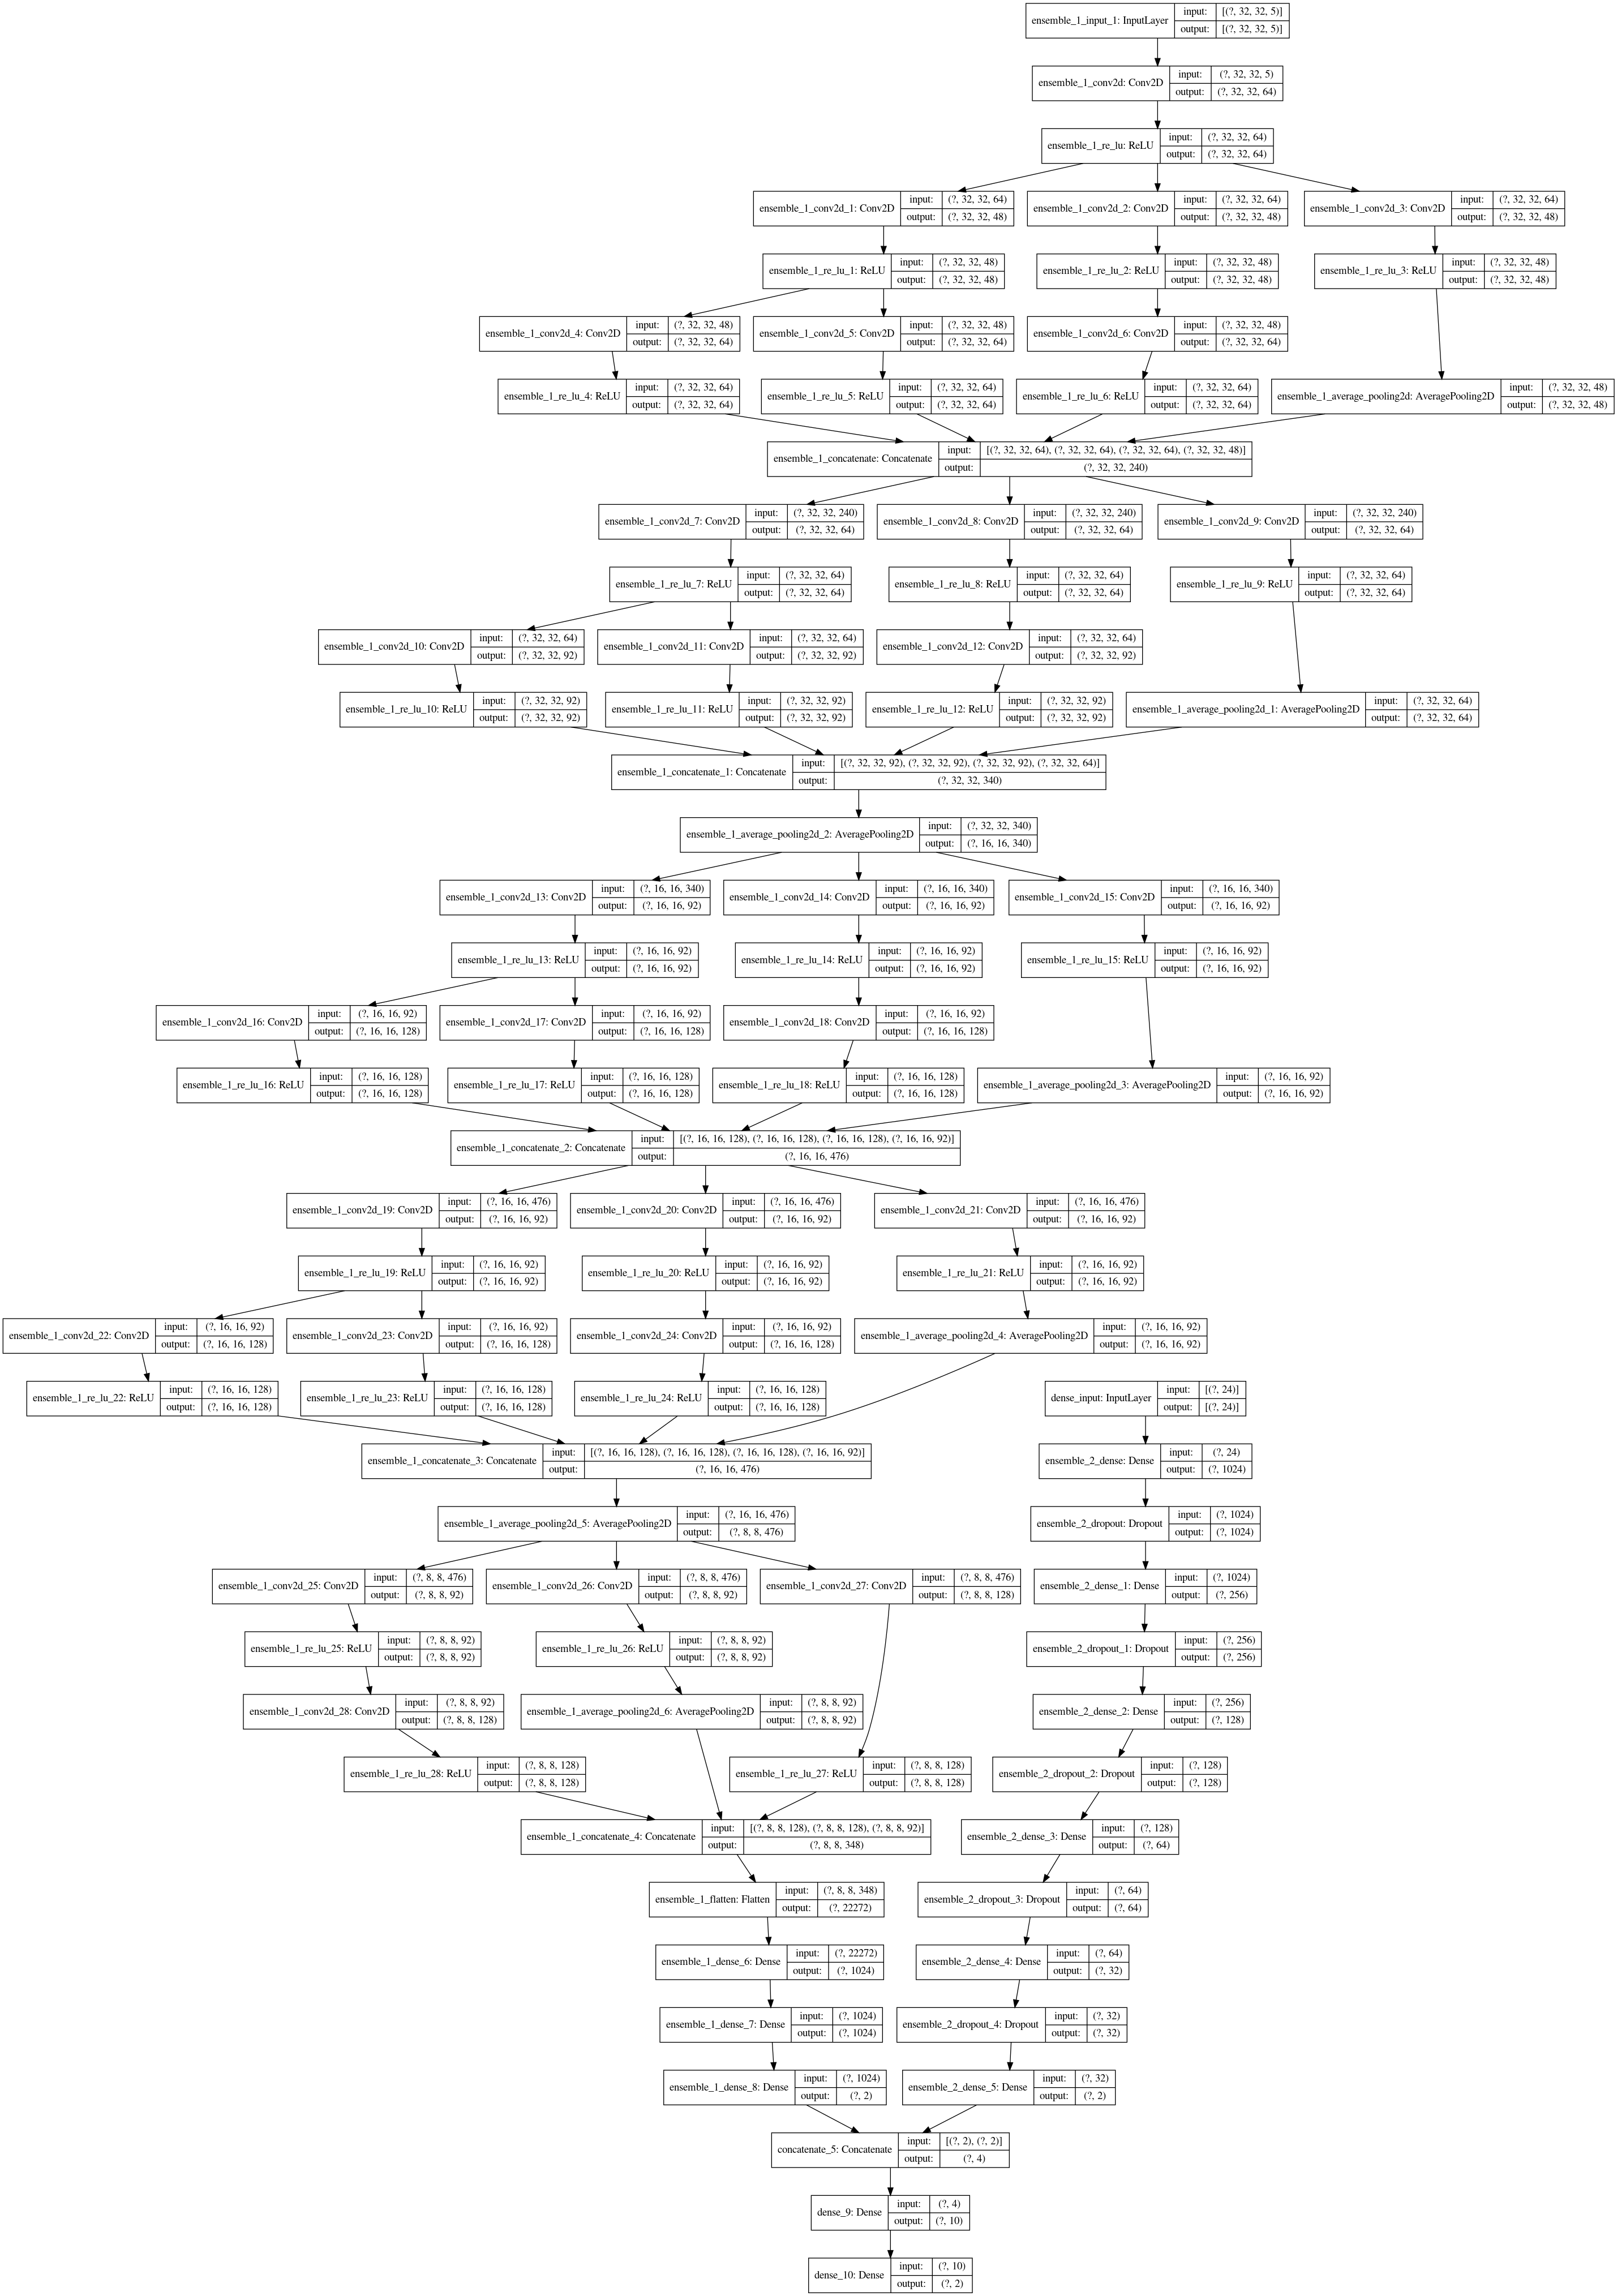 ensemble_1_input_1: InputLayer input: [(?, 32, 32, 5)]
output: [(?, 32, 32, 5)]
ensemble_1_conv2d: Conv2D input: (?, 32, 32, 5)
output: (?, 32, 32, 64)
ensemble_1_re_lu: ReLU input: (?, 32, 32, 64)
output: (?, 32, 32, 64)
ensemble_1_conv2d_1: Conv2D input: (?, 32, 32, 64)
output: (?, 32, 32, 48)
ensemble_1_conv2d_2: Conv2D input: (?, 32, 32, 64)
output: (?, 32, 32, 48)
ensemble_1_conv2d_3: Conv2D input: (?, 32, 32, 64)
output: (?, 32, 32, 48)
ensemble_1_re_lu_1: ReLU input: (?, 32, 32, 48)
output: (?, 32, 32, 48)
ensemble_1_re_lu_2: ReLU input: (?, 32, 32, 48)
output: (?, 32, 32, 48)
ensemble_1_re_lu_3: ReLU input: (?, 32, 32, 48)
output: (?, 32, 32, 48)
ensemble_1_conv2d_4: Conv2D input: (?, 32, 32, 48)
output: (?, 32, 32, 64)
ensemble_1_conv2d_5: Conv2D input: (?, 32, 32, 48)
output: (?, 32, 32, 64)
ensemble_1_conv2d_6: Conv2D input: (?, 32, 32, 48)
output: (?, 32, 32, 64)
ensemble_1_re_lu_4: ReLU input: (?, 32, 32, 64)
output: (?, 32, 32, 64)
ensemble_1_re_lu_5: ReLU input: (?, 32, 32, 64)
output: (?, 32, 32, 64)
ensemble_1_re_lu_6: ReLU input: (?, 32, 32, 64)
output: (?, 32, 32, 64)
ensemble_1_average_pooling2d: AveragePooling2D input: (?, 32, 32, 48)
output: (?, 32, 32, 48)
ensemble_1_concatenate: Concatenate input: [(?, 32, 32, 64), (?, 32, 32, 64), (?, 32, 32, 64), (?, 32, 32, 48)]
output: (?, 32, 32, 240)
ensemble_1_conv2d_7: Conv2D input: (?, 32, 32, 240)
output: (?, 32, 32, 64)
ensemble_1_conv2d_8: Conv2D input: (?, 32, 32, 240)
output: (?, 32, 32, 64)
ensemble_1_conv2d_9: Conv2D input: (?, 32, 32, 240)
output: (?, 32, 32, 64)
ensemble_1_re_lu_7: ReLU input: (?, 32, 32, 64)
output: (?, 32, 32, 64)
ensemble_1_re_lu_8: ReLU input: (?, 32, 32, 64)
output: (?, 32, 32, 64)
ensemble_1_re_lu_9: ReLU input: (?, 32, 32, 64)
output: (?, 32, 32, 64)
ensemble_1_conv2d_10: Conv2D input: (?, 32, 32, 64)
output: (?, 32, 32, 92)
ensemble_1_conv2d_11: Conv2D input: (?, 32, 32, 64)
output: (?, 32, 32, 92)
ensemble_1_conv2d_12: Conv2D input: (?, 32, 32, 64)
output: (?, 32, 32, 92)
ensemble_1_re_lu_10: ReLU input: (?, 32, 32, 92)
output: (?, 32, 32, 92)
ensemble_1_re_lu_11: ReLU input: (?, 32, 32, 92)
output: (?, 32, 32, 92)
ensemble_1_re_lu_12: ReLU input: (?, 32, 32, 92)
output: (?, 32, 32, 92)
ensemble_1_average_pooling2d_1: AveragePooling2D input: (?, 32, 32, 64)
output: (?, 32, 32, 64)
ensemble_1_concatenate_1: Concatenate input: [(?, 32, 32, 92), (?, 32, 32, 92), (?, 32, 32, 92), (?, 32, 32, 64)]
output: (?, 32, 32, 340)
ensemble_1_average_pooling2d_2: AveragePooling2D input: (?, 32, 32, 340)
output: (?, 16, 16, 340)
ensemble_1_conv2d_13: Conv2D input: (?, 16, 16, 340)
output: (?, 16, 16, 92)
ensemble_1_conv2d_14: Conv2D input: (?, 16, 16, 340)
output: (?, 16, 16, 92)
ensemble_1_conv2d_15: Conv2D input: (?, 16, 16, 340)
output: (?, 16, 16, 92)
ensemble_1_re_lu_13: ReLU input: (?, 16, 16, 92)
output: (?, 16, 16, 92)
ensemble_1_re_lu_14: ReLU input: (?, 16, 16, 92)
output: (?, 16, 16, 92)
ensemble_1_re_lu_15: ReLU input: (?, 16, 16, 92)
output: (?, 16, 16, 92)
ensemble_1_conv2d_16: Conv2D input: (?, 16, 16, 92)
output: (?, 16, 16, 128)
ensemble_1_conv2d_17: Conv2D input: (?, 16, 16, 92)
output: (?, 16, 16, 128)
ensemble_1_conv2d_18: Conv2D input: (?, 16, 16, 92)
output: (?, 16, 16, 128)
ensemble_1_re_lu_16: ReLU input: (?, 16, 16, 128)
output: (?, 16, 16, 128)
ensemble_1_re_lu_17: ReLU input: (?, 16, 16, 128)
output: (?, 16, 16, 128)
ensemble_1_re_lu_18: ReLU input: (?, 16, 16, 128)
output: (?, 16, 16, 128)
ensemble_1_average_pooling2d_3: AveragePooling2D input: (?, 16, 16, 92)
output: (?, 16, 16, 92)
ensemble_1_concatenate_2: Concatenate input: [(?, 16, 16, 128), (?, 16, 16, 128), (?, 16, 16, 128), (?, 16, 16, 92)]
output: (?, 16, 16, 476)
ensemble_1_conv2d_19: Conv2D input: (?, 16, 16, 476)
output: (?, 16, 16, 92)
ensemble_1_conv2d_20: Conv2D input: (?, 16, 16, 476)
output: (?, 16, 16, 92)
ensemble_1_conv2d_21: Conv2D input: (?, 16, 16, 476)
output: (?, 16, 16, 92)
ensemble_1_re_lu_19: ReLU input: (?, 16, 16, 92)
output: (?, 16, 16, 92)
ensemble_1_re_lu_20: ReLU input: (?, 16, 16, 92)
output: (?, 16, 16, 92)
ensemble_1_re_lu_21: ReLU input: (?, 16, 16, 92)
output: (?, 16, 16, 92)
ensemble_1_conv2d_22: Conv2D input: (?, 16, 16, 92)
output: (?, 16, 16, 128)
ensemble_1_conv2d_23: Conv2D input: (?, 16, 16, 92)
output: (?, 16, 16, 128)
ensemble_1_conv2d_24: Conv2D input: (?, 16, 16, 92)
output: (?, 16, 16, 128)
ensemble_1_average_pooling2d_4: AveragePooling2D input: (?, 16, 16, 92)
output: (?, 16, 16, 92)
ensemble_1_re_lu_22: ReLU input: (?, 16, 16, 128)
output: (?, 16, 16, 128)
ensemble_1_re_lu_23: ReLU input: (?, 16, 16, 128)
output: (?, 16, 16, 128)
ensemble_1_re_lu_24: ReLU input: (?, 16, 16, 128)
output: (?, 16, 16, 128)
dense_input: InputLayer input: [(?, 24)]
output: [(?, 24)]
ensemble_1_concatenate_3: Concatenate input: [(?, 16, 16, 128), (?, 16, 16, 128), (?, 16, 16, 128), (?, 16, 16, 92)]
output: (?, 16, 16, 476)
ensemble_2_dense: Dense input: (?, 24)
output: (?, 1024)
ensemble_1_average_pooling2d_5: AveragePooling2D input: (?, 16, 16, 476)
output: (?, 8, 8, 476)
ensemble_2_dropout: Dropout input: (?, 1024)
output: (?, 1024)
ensemble_1_conv2d_25: Conv2D input: (?, 8, 8, 476)
output: (?, 8, 8, 92)
ensemble_1_conv2d_26: Conv2D input: (?, 8, 8, 476)
output: (?, 8, 8, 92)
ensemble_1_conv2d_27: Conv2D input: (?, 8, 8, 476)
output: (?, 8, 8, 128)
ensemble_2_dense_1: Dense input: (?, 1024)
output: (?, 256)
ensemble_1_re_lu_25: ReLU input: (?, 8, 8, 92)
output: (?, 8, 8, 92)
ensemble_1_re_lu_26: ReLU input: (?, 8, 8, 92)
output: (?, 8, 8, 92)
ensemble_2_dropout_1: Dropout input: (?, 256)
output: (?, 256)
ensemble_1_conv2d_28: Conv2D input: (?, 8, 8, 92)
output: (?, 8, 8, 128)
ensemble_1_average_pooling2d_6: AveragePooling2D input: (?, 8, 8, 92)
output: (?, 8, 8, 92)
ensemble_2_dense_2: Dense input: (?, 256)
output: (?, 128)
ensemble_1_re_lu_28: ReLU input: (?, 8, 8, 128)
output: (?, 8, 8, 128)
ensemble_1_re_lu_27: ReLU input: (?, 8, 8, 128)
output: (?, 8, 8, 128)
ensemble_2_dropout_2: Dropout input: (?, 128)
output: (?, 128)
ensemble_1_concatenate_4: Concatenate input: [(?, 8, 8, 128), (?, 8, 8, 128), (?, 8, 8, 92)]
output: (?, 8, 8, 348)
ensemble_2_dense_3: Dense input: (?, 128)
output: (?, 64)
ensemble_1_flatten: Flatten input: (?, 8, 8, 348)
output: (?, 22272)
ensemble_2_dropout_3: Dropout input: (?, 64)
output: (?, 64)
ensemble_1_dense_6: Dense input: (?, 22272)
output: (?, 1024)
ensemble_2_dense_4: Dense input: (?, 64)
output: (?, 32)
ensemble_1_dense_7: Dense input: (?, 1024)
output: (?, 1024)
ensemble_2_dropout_4: Dropout input: (?, 32)
output: (?, 32)
ensemble_1_dense_8: Dense input: (?, 1024)
output: (?, 2)
ensemble_2_dense_5: Dense input: (?, 32)
output: (?, 2)
concatenate_5: Concatenate input: [(?, 2), (?, 2)]
output: (?, 4)
dense_9: Dense input: (?, 4)
output: (?, 10)
dense_10: Dense input: (?, 10)
output: (?, 2)